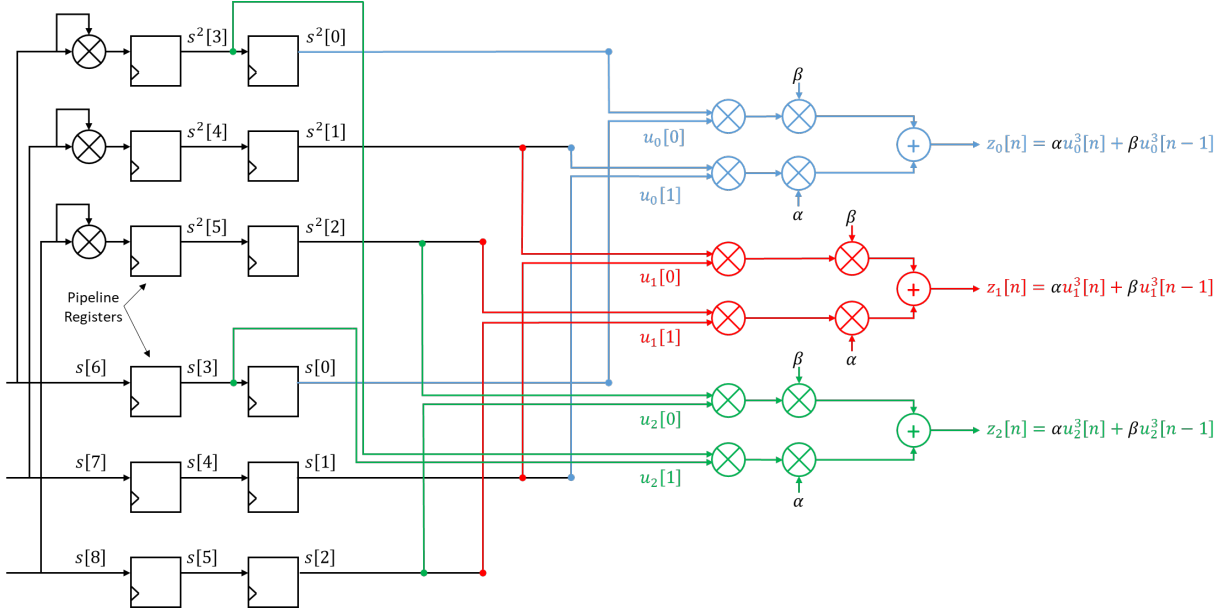 s²[3] s²[0]
β
u₀[0]
s²[4] s²[1]
z₀[n] = αu₀³[n] + βu₀³[n − 1]
u₀[1]
α
β
s²[5] s²[2]
u₁[0]
z₁[n] = αu₁³[n] + βu₁³[n − 1]
Pipeline
Registers
u₁[1]
α
β
s[6] s[3] s[0]
u₂[0]
z₂[n] = αu₂³[n] + βu₂³[n − 1]
s[7] s[4] s[1]
u₂[1]
α
s[8] s[5] s[2]